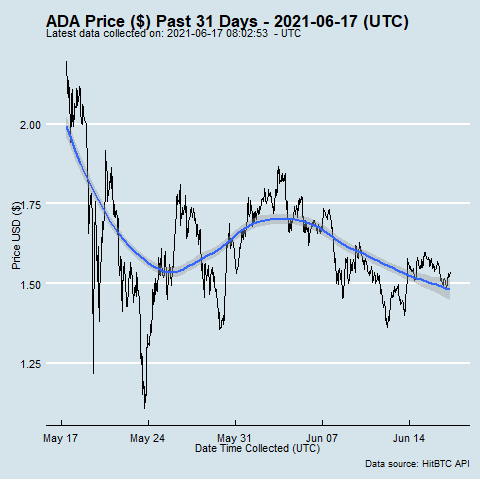 ADA Price ($) Past 31 Days - 2021-06-17 (UTC)
Latest data collected on: 2021-06-17 08:02:53  - UTC
2.00
1.75
1.50
1.25
Price USD ($)
May 17
May 24
May 31
Jun 07
Jun 14
Date Time Collected (UTC)
Data source: HitBTC API